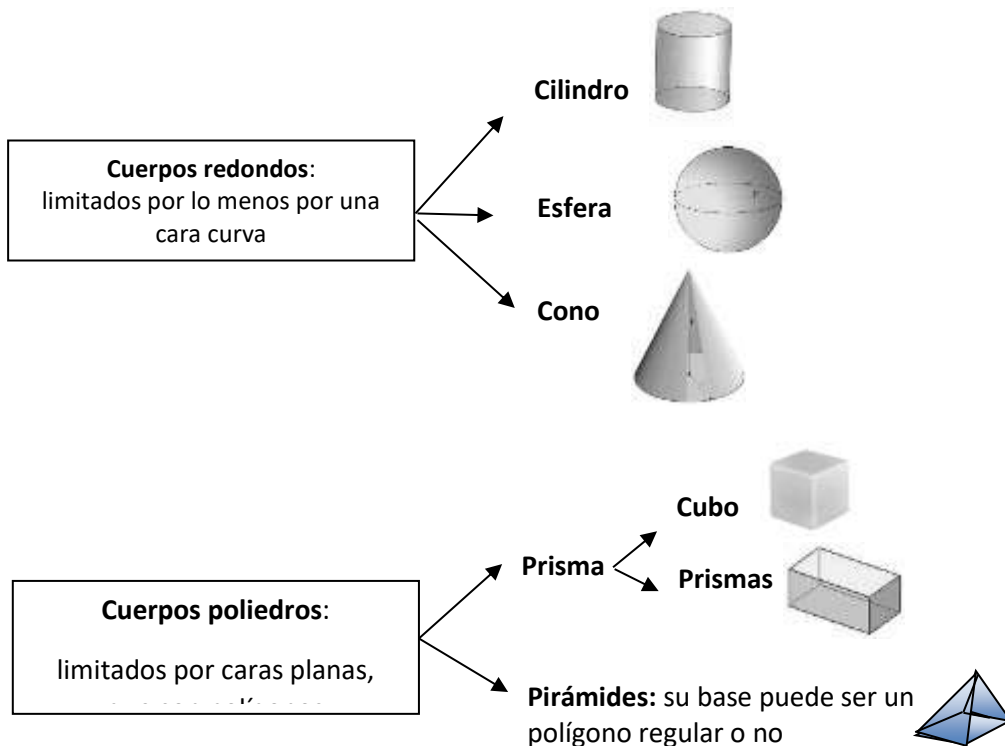 Cilindro
Cuerpos redondos:
limitados por lo menos por una
cara curva
Esfera
Cono
Cubo
Prisma
Prismas
Cuerpos poliedros:
limitados por caras planas,
Pirámides: su base puede ser un
polígono regular o no